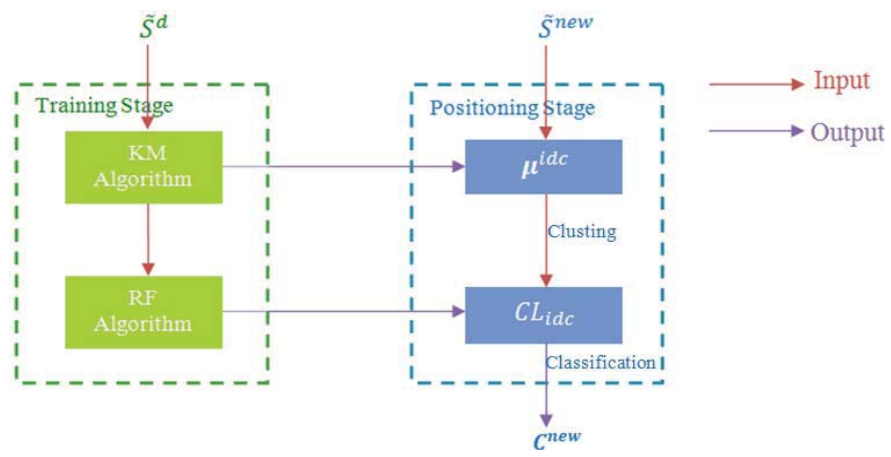 S̃^d
S̃^new
Training Stage
Positioning Stage
Input
Output
KM
Algorithm
μ^idc
Clusting
RF
Algorithm
CL_idc
Classification
C^new